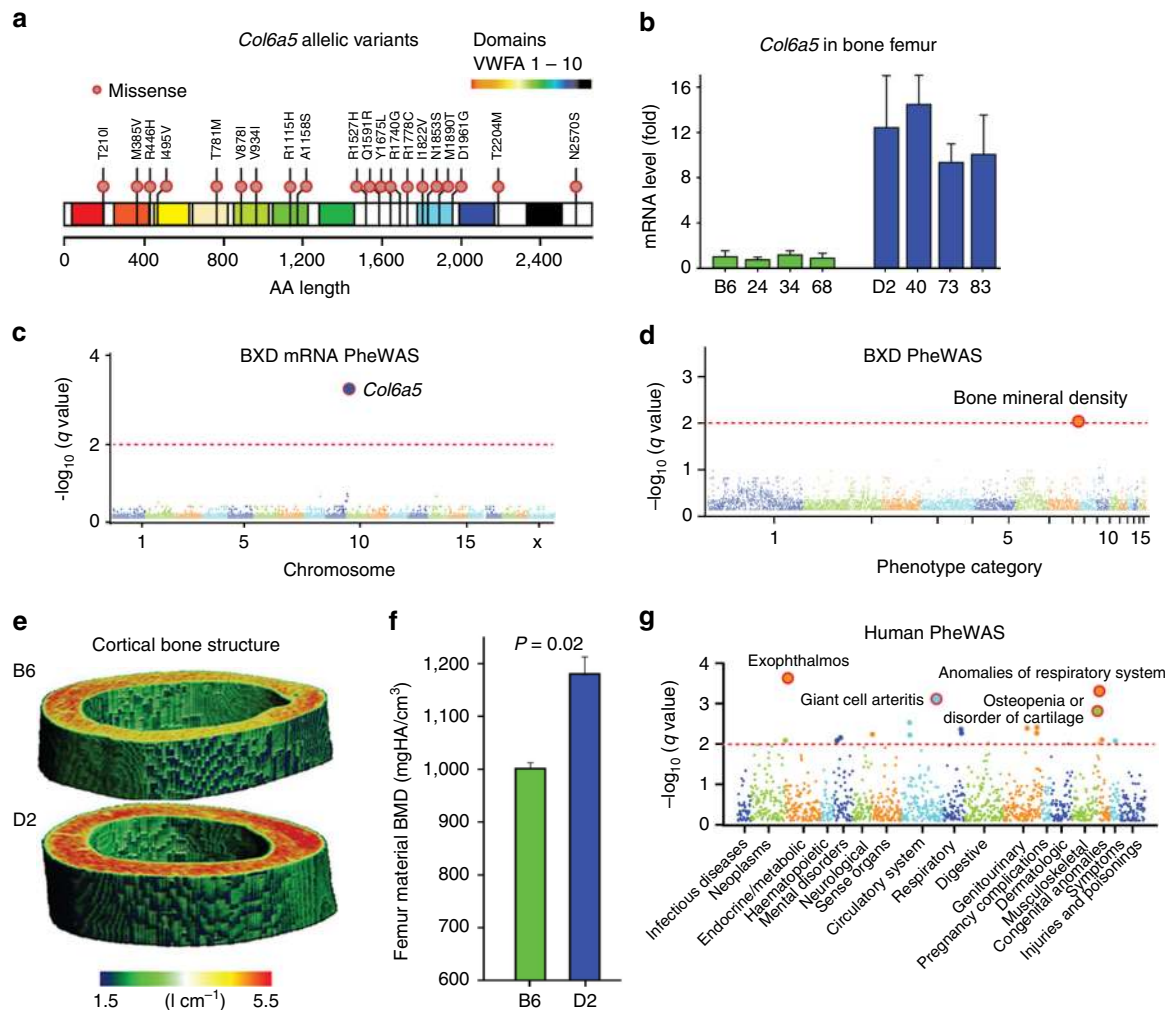 a
Col6a5 allelic variants
Domains
VWFA 1 – 10
Missense
T210I
M385V
R446H
I495V
T781M
V878I
V934I
R1115H
A1158S
R1527H
Q1591R
Y1675L
R1740G
R1778C
I1822V
N1853S
M1890T
D1961G
T2204M
N2570S
0 400 800 1,200 1,600 2,000 2,400
AA length
b
Col6a5 in bone femur
mRNA level (fold)
16
12
8
4
0
B6 24 34 68 D2 40 73 83
c
BXD mRNA PheWAS
-log10 (q value)
4
2
0
Col6a5
1 5 10 15 x
Chromosome
d
BXD PheWAS
–log10 (q value)
3
2
1
0
Bone mineral density
1 5 10 15
Phenotype category
e
Cortical bone structure
B6
D2
1.5 (I cm–1) 5.5
f
P = 0.02
Femur material BMD (mgHA/cm3)
1,200
1,100
1,000
900
800
700
600
B6 D2
g
Human PheWAS
–log10 (q value)
4
3
2
1
0
Exophthalmos
Giant cell arteritis
Anomalies of respiratory system
Osteopenia or
disorder of cartilage
Infectious diseases
Neoplasms
Endocrine/metabolic
Haematopoietic
Mental disorders
Neurological
Sense organs
Circulatory system
Respiratory
Digestive
Genitourinary
Pregnancy complications
Dermatologic
Musculoskeletal
Congenital anomalies
Symptoms
Injuries and poisonings